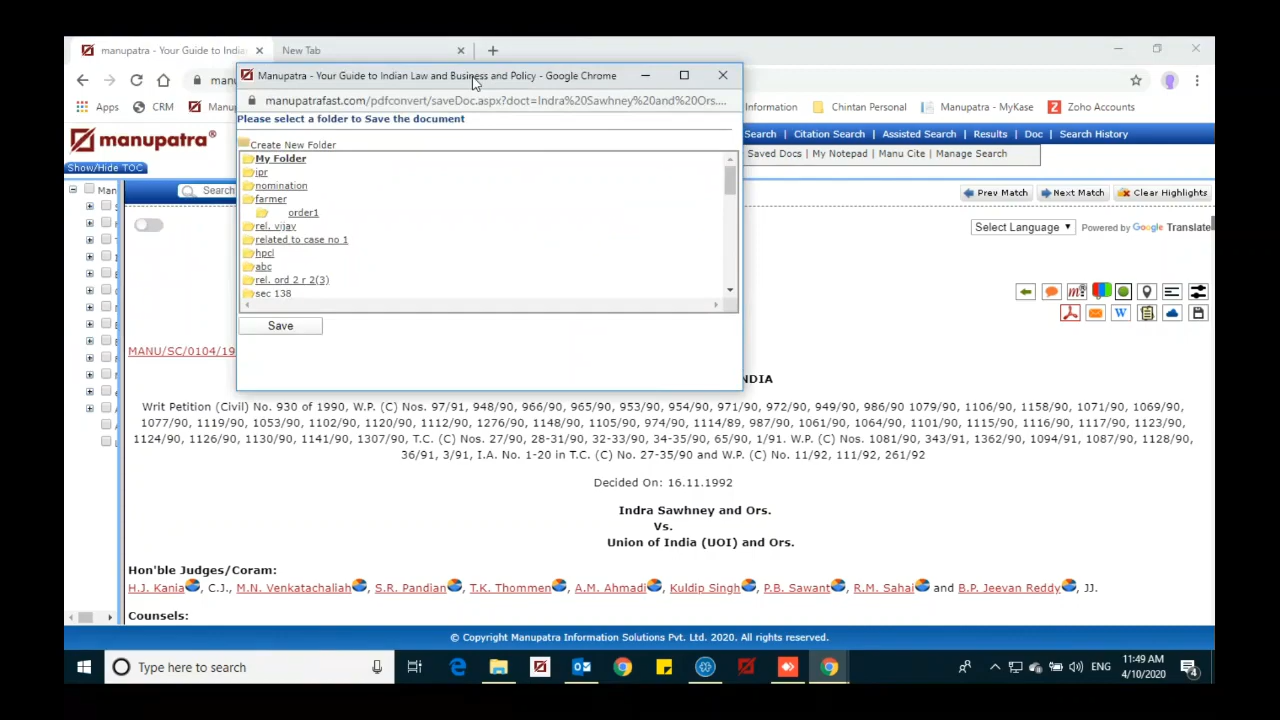 manupatra - Your Guide to India
New Tab
manu
Manupatra - Your Guide to Indian Law and Business and Policy - Google Chrome
manupatrafast.com/pdfconvert/saveDoc.aspx?doct=Indra%20Sawhney%20and%20Ors....
Apps
CRM
Manup
Information
Chintan Personal
Manupatra - MyKase
Zoho Accounts
manupatra®
Search | Citation Search | Assisted Search | Results | Doc | Search History
Saved Docs | My Notepad | Manu Cite | Manage Search
Show/Hide TOC
Please select a folder to Save the document
Create New Folder
My Folder
ipr
nomination
farmer
order1
rel. vijay
related to case no 1
hpcl
abc
rel. ord 2 r 2(3)
sec 138
Save
Man
Search
Prev Match
Next Match
Clear Highlights
Select Language
Powered by Google Translate
MANU/SC/0104/19
NDIA
Writ Petition (Civil) No. 930 of 1990, W.P. (C) Nos. 97/91, 948/90, 966/90, 965/90, 953/90, 954/90, 971/90, 972/90, 949/90, 986/90 1079/90, 1106/90, 1158/90, 1071/90, 1069/90,
1077/90, 1119/90, 1053/90, 1102/90, 1120/90, 1112/90, 1276/90, 1148/90, 1105/90, 974/90, 1114/89, 987/90, 1061/90, 1064/90, 1101/90, 1115/90, 1116/90, 1117/90, 1123/90,
1124/90, 1126/90, 1130/90, 1141/90, 1307/90, T.C. (C) Nos. 27/90, 28-31/90, 32-33/90, 34-35/90, 65/90, 1/91. W.P. (C) Nos. 1081/90, 343/91, 1362/90, 1094/91, 1087/90, 1128/90,
36/91, 3/91, I.A. No. 1-20 in T.C. (C) No. 27-35/90 and W.P. (C) No. 11/92, 111/92, 261/92
Decided On: 16.11.1992
Indra Sawhney and Ors.
Vs.
Union of India (UOI) and Ors.
Hon'ble Judges/Coram:
H.J. Kania, C.J., M.N. Venkatachaliah, S.R. Pandian, T.K. Thommen, A.M. Ahmadi, Kuldip Singh, P.B. Sawant, R.M. Sahai and B.P. Jeevan Reddy, JJ.
Counsels:
© Copyright Manupatra Information Solutions Pvt. Ltd. 2020. All rights reserved.
Type here to search
ENG
11:49 AM
4/10/2020
4